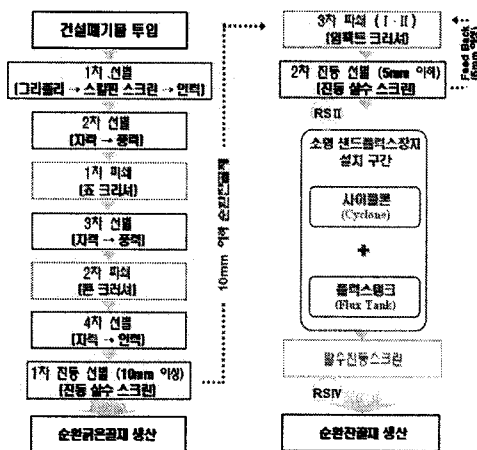 건설폐기물 투입
1차 선별
(그리즐리 → 스칼핀 스크린 → 인력)
2차 선별
(자력 → 풍력)
1차 파쇄
(죠 크러셔)
3차 선별
(자력 → 풍력)
2차 파쇄
(콘 크러셔)
4차 선별
(자력 → 인력)
1차 진동 선별 (10mm 이상)
(진동 살수 스크린)
순환굵은골재 생산
10mm 이하 순환잔골재
3차 파쇄 (Ⅰ·Ⅱ)
(임팩트 크러셔)
Feed Back
(5mm 이상)
2차 진동 선별 (5mm 이하)
(진동 살수 스크린)
RSⅡ
소형 샌드플럭스장치
설치 구간
사이클론
(Cyclone)
+
플럭스탱크
(Flux Tank)
탈수진동스크린
RSⅣ
순환잔골재 생산